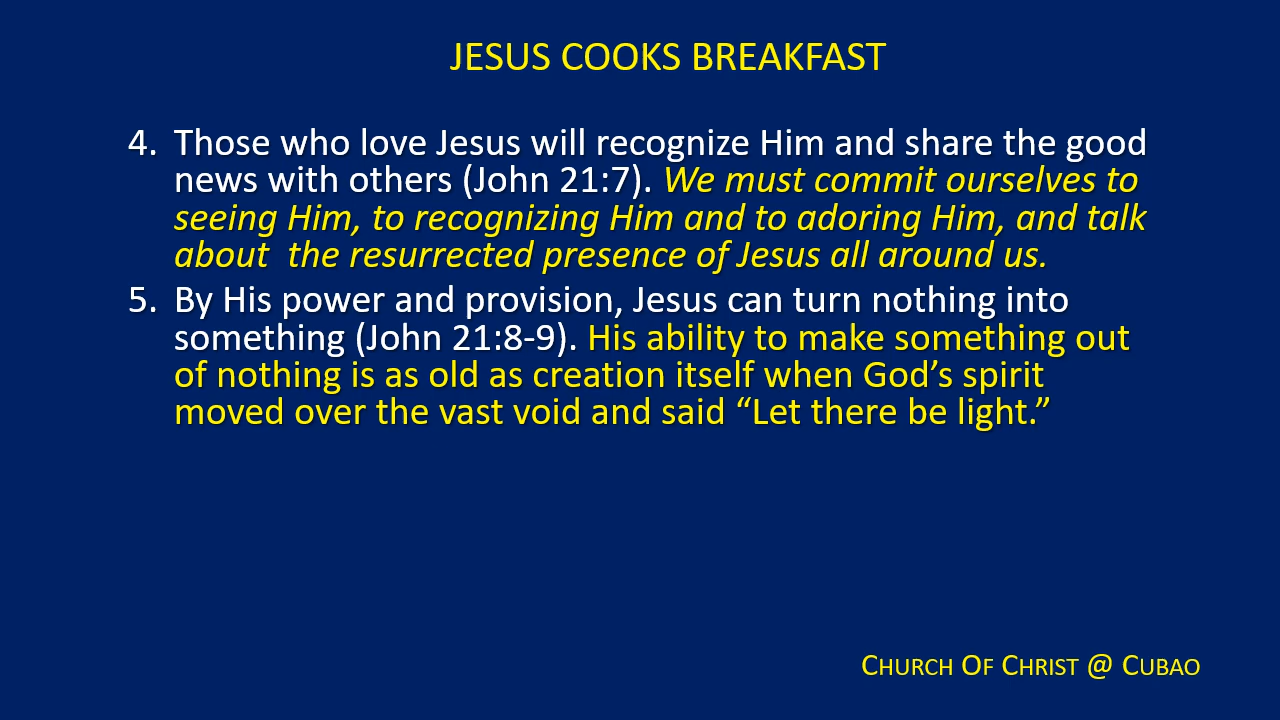 JESUS COOKS BREAKFAST
4. Those who love Jesus will recognize Him and share the good
news with others (John 21:7). We must commit ourselves to
seeing Him, to recognizing Him and to adoring Him, and talk
about  the resurrected presence of Jesus all around us.
5. By His power and provision, Jesus can turn nothing into
something (John 21:8-9). His ability to make something out
of nothing is as old as creation itself when God’s spirit
moved over the vast void and said “Let there be light.”
CHURCH OF CHRIST @ CUBAO